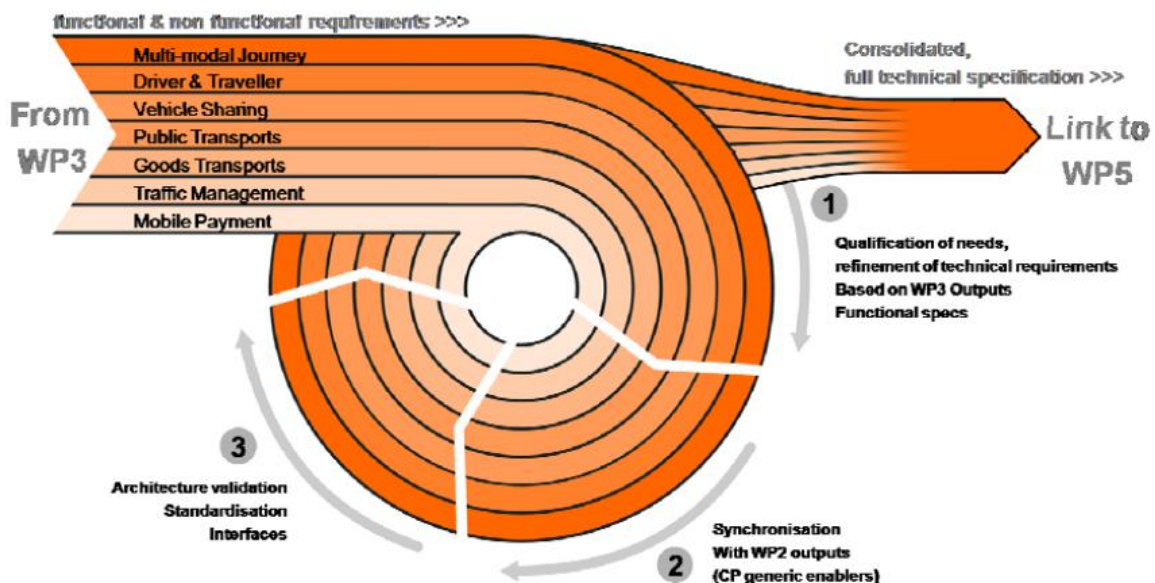 functional & non functional requirements >>>
Multi-modal Journey
Driver & Traveller
Vehicle Sharing
Public Transports
Goods Transports
Traffic Management
Mobile Payment
From
WP3
Consolidated,
full technical specification >>>
Link to
WP5
1
Qualification of needs,
refinement of technical requirements
Based on WP3 Outputs
Functional specs
2
Synchronisation
With WP2 outputs
(CP generic enablers)
3
Architecture validation
Standardisation
Interfaces